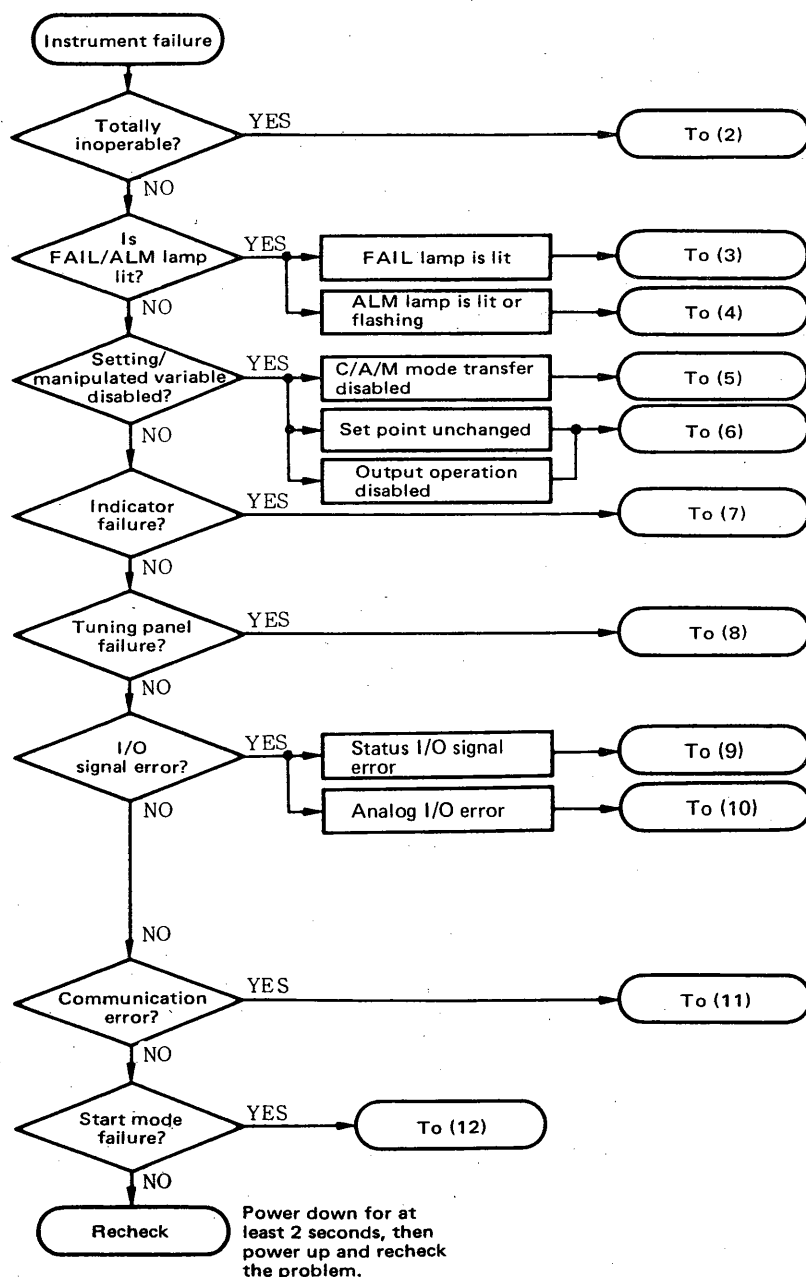 Instrument failure
Totally
inoperable?
YES
To (2)
NO
Is
FAIL/ALM lamp
lit?
YES
FAIL lamp is lit
To (3)
ALM lamp is lit or
flashing
To (4)
NO
Setting/
manipulated variable
disabled?
YES
C/A/M mode transfer
disabled
To (5)
Set point unchanged
To (6)
Output operation
disabled
NO
Indicator
failure?
YES
To (7)
NO
Tuning panel
failure?
YES
To (8)
NO
I/O
signal error?
YES
Status I/O signal
error
To (9)
Analog I/O error
To (10)
NO
NO
Communication
error?
YES
To (11)
NO
Start mode
failure?
YES
To (12)
NO
Recheck
Power down for at
least 2 seconds, then
power up and recheck
the problem.